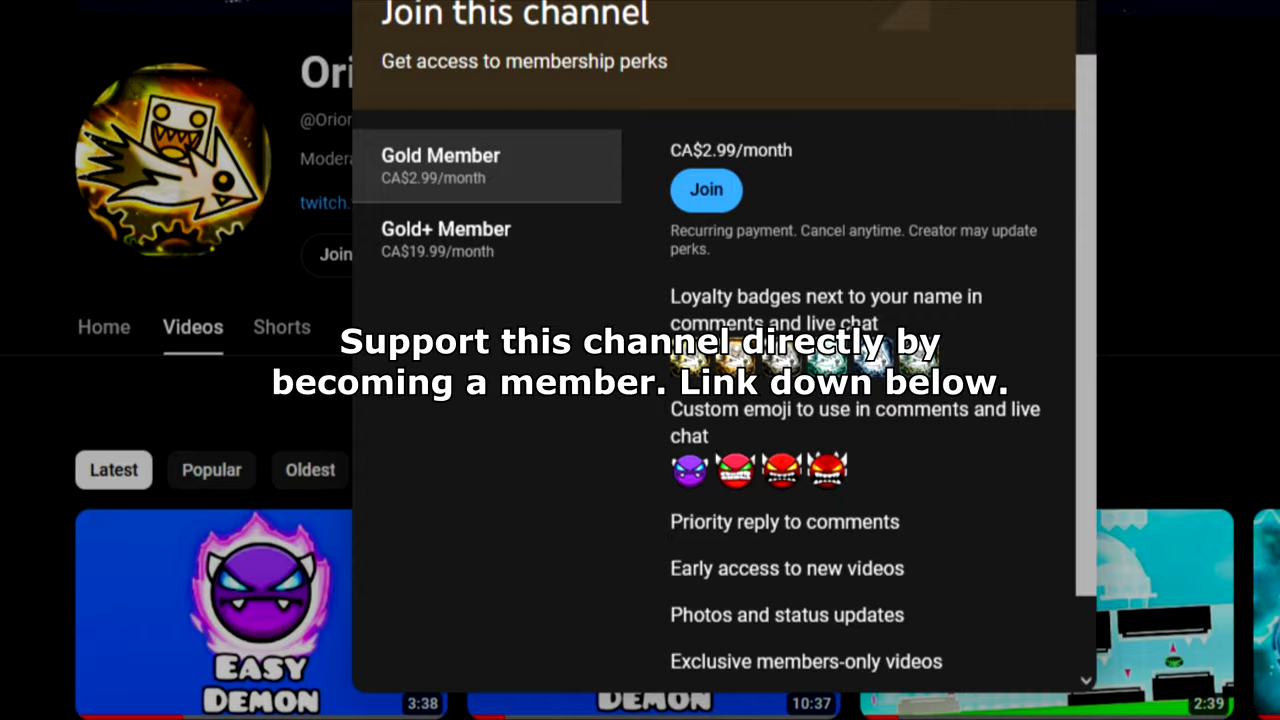 Join this channel
Get access to membership perks
Ori
@Orior
Modera
twitch.
Join
Home
Videos
Shorts
Gold Member
CA$2.99/month
Gold+ Member
CA$19.99/month
CA$2.99/month
Join
Recurring payment. Cancel anytime. Creator may update
perks.
Loyalty badges next to your name in
comments and live chat
Support this channel directly by
becoming a member. Link down below.
Custom emoji to use in comments and live
chat
Priority reply to comments
Early access to new videos
Photos and status updates
Exclusive members-only videos
Latest
Popular
Oldest
EASY
DEMON
3:38
DEMON
10:37
2:39